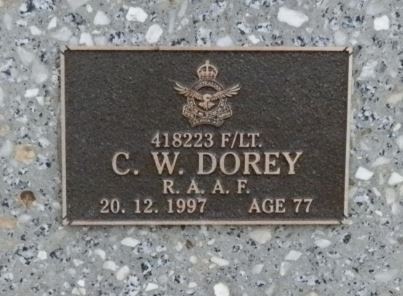 418223 F/LT.
C. W. DOREY
R. A. A. F.
20. 12. 1997 AGE 77